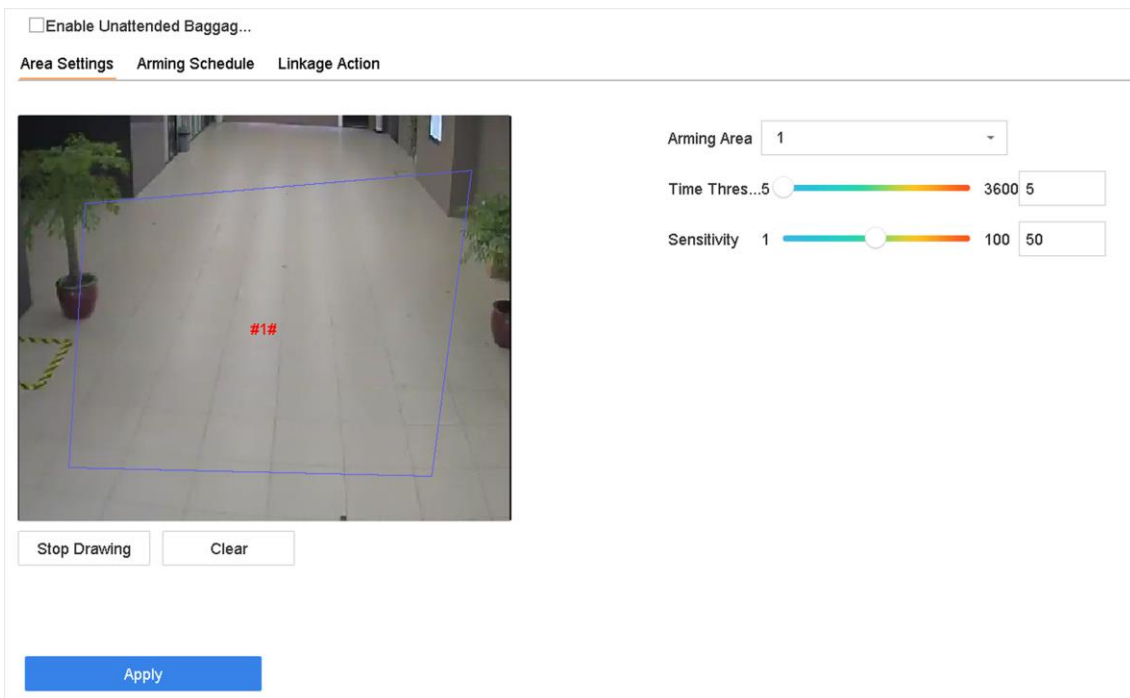 Enable Unattended Baggag...
Area Settings Arming Schedule Linkage Action
Arming Area 1
Time Thres...5 3600 5
Sensitivity 1 100 50
#1#
Stop Drawing Clear
Apply